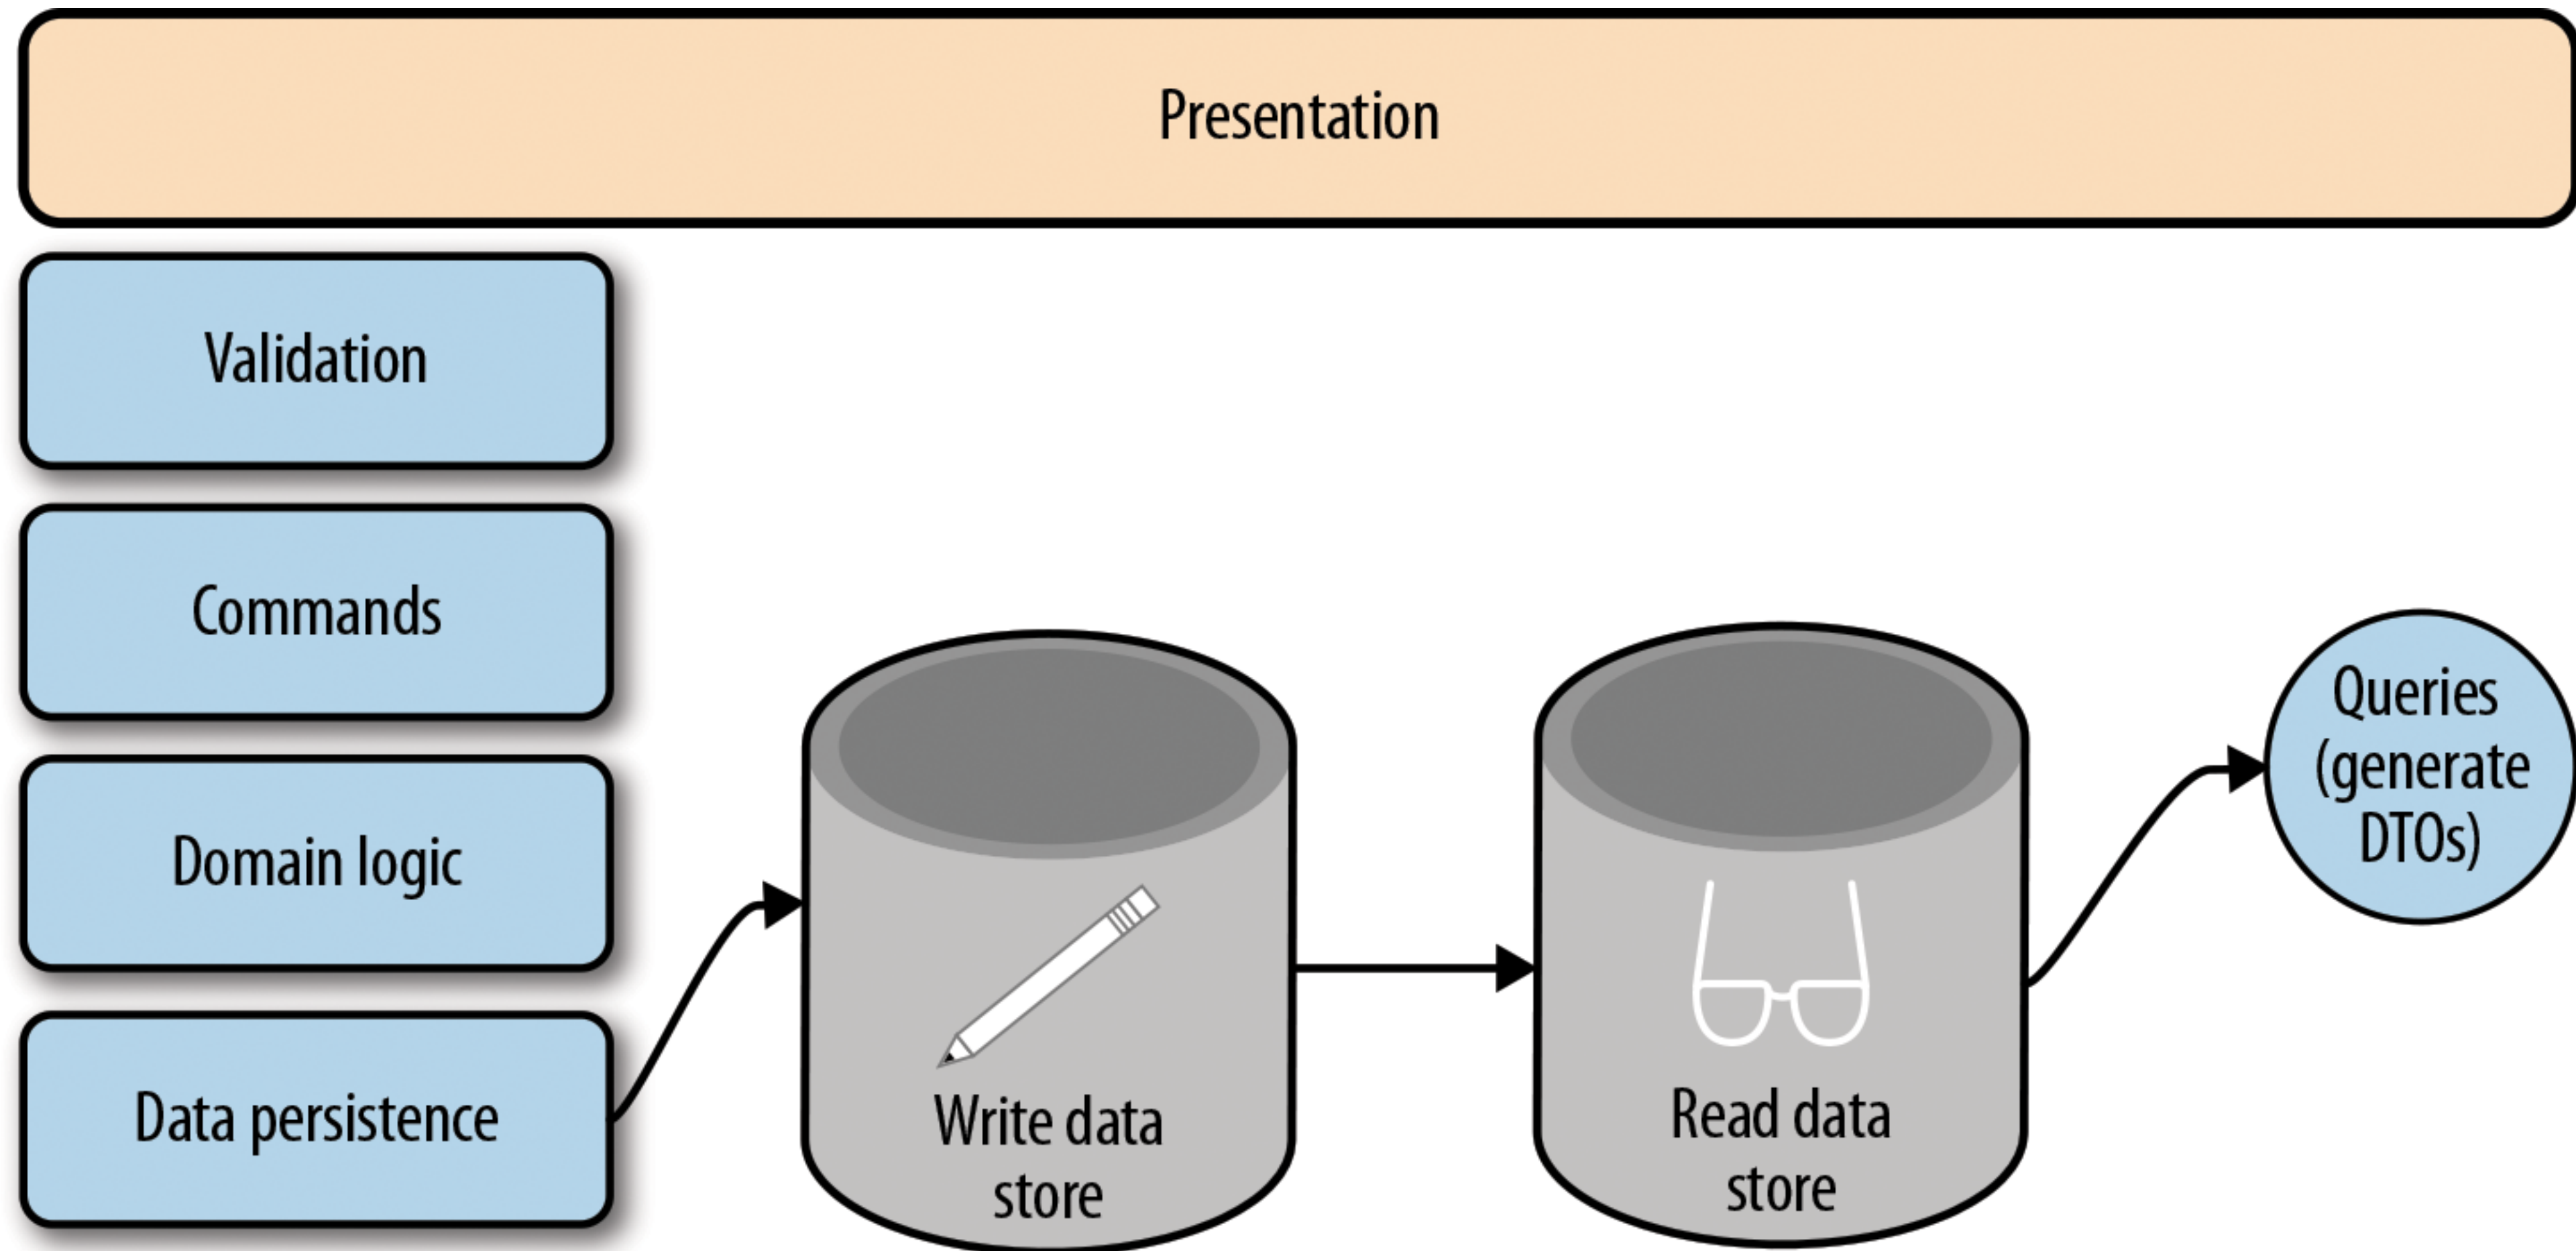 Presentation
Validation
Commands
Domain logic
Data persistence
Write data
store
Read data
store
Queries
(generate
DTOs)